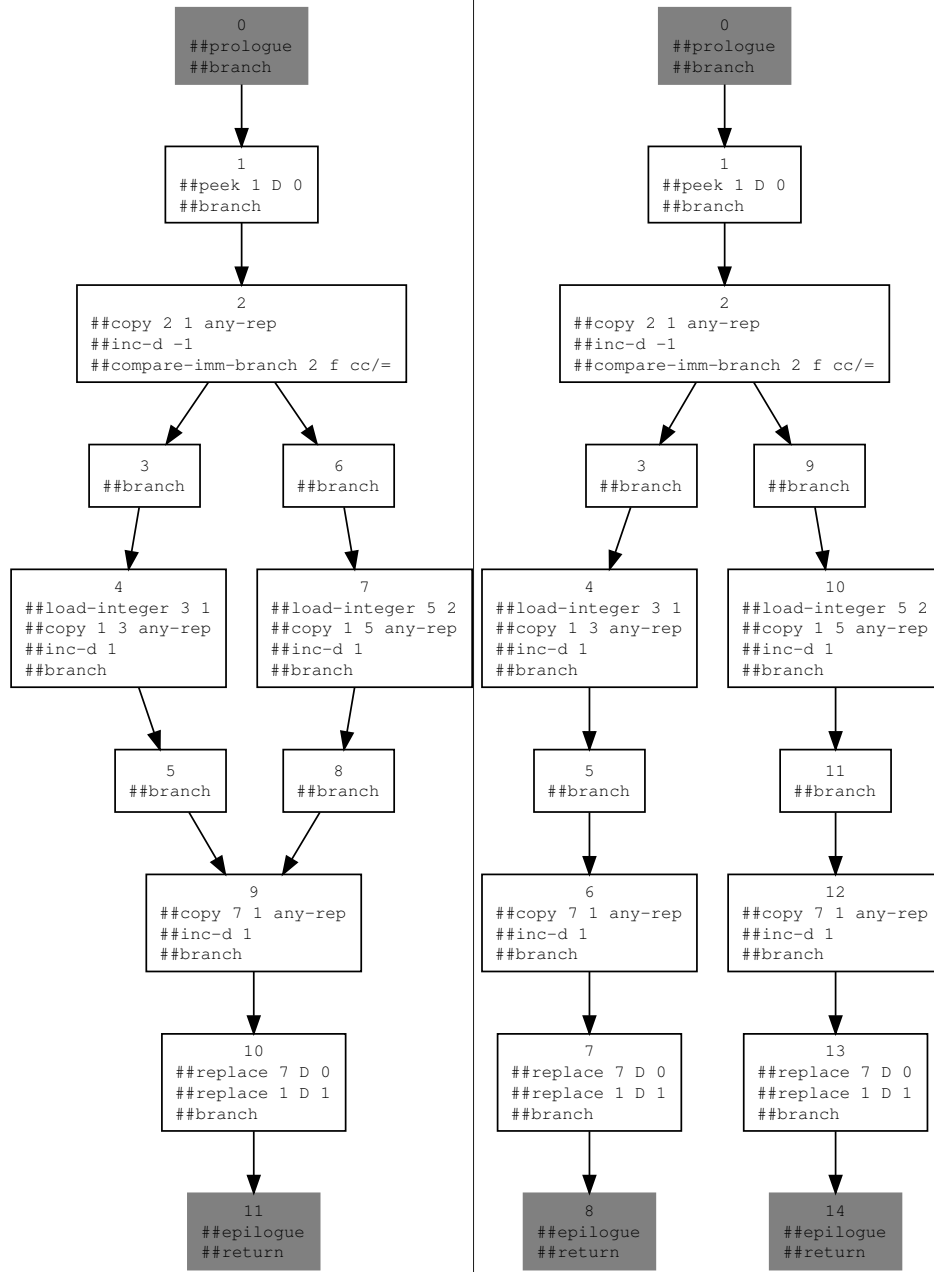 0
##prologue
##branch
1
##peek 1 D 0
##branch
2
##copy 2 1 any-rep
##inc-d -1
##compare-imm-branch 2 f cc/=
3
##branch
6
##branch
4
##load-integer 3 1
##copy 1 3 any-rep
##inc-d 1
##branch
7
##load-integer 5 2
##copy 1 5 any-rep
##inc-d 1
##branch
5
##branch
8
##branch
9
##copy 7 1 any-rep
##inc-d 1
##branch
10
##replace 7 D 0
##replace 1 D 1
##branch
11
##epilogue
##return
0
##prologue
##branch
1
##peek 1 D 0
##branch
2
##copy 2 1 any-rep
##inc-d -1
##compare-imm-branch 2 f cc/=
3
##branch
9
##branch
4
##load-integer 3 1
##copy 1 3 any-rep
##inc-d 1
##branch
10
##load-integer 5 2
##copy 1 5 any-rep
##inc-d 1
##branch
5
##branch
11
##branch
6
##copy 7 1 any-rep
##inc-d 1
##branch
12
##copy 7 1 any-rep
##inc-d 1
##branch
7
##replace 7 D 0
##replace 1 D 1
##branch
13
##replace 7 D 0
##replace 1 D 1
##branch
8
##epilogue
##return
14
##epilogue
##return